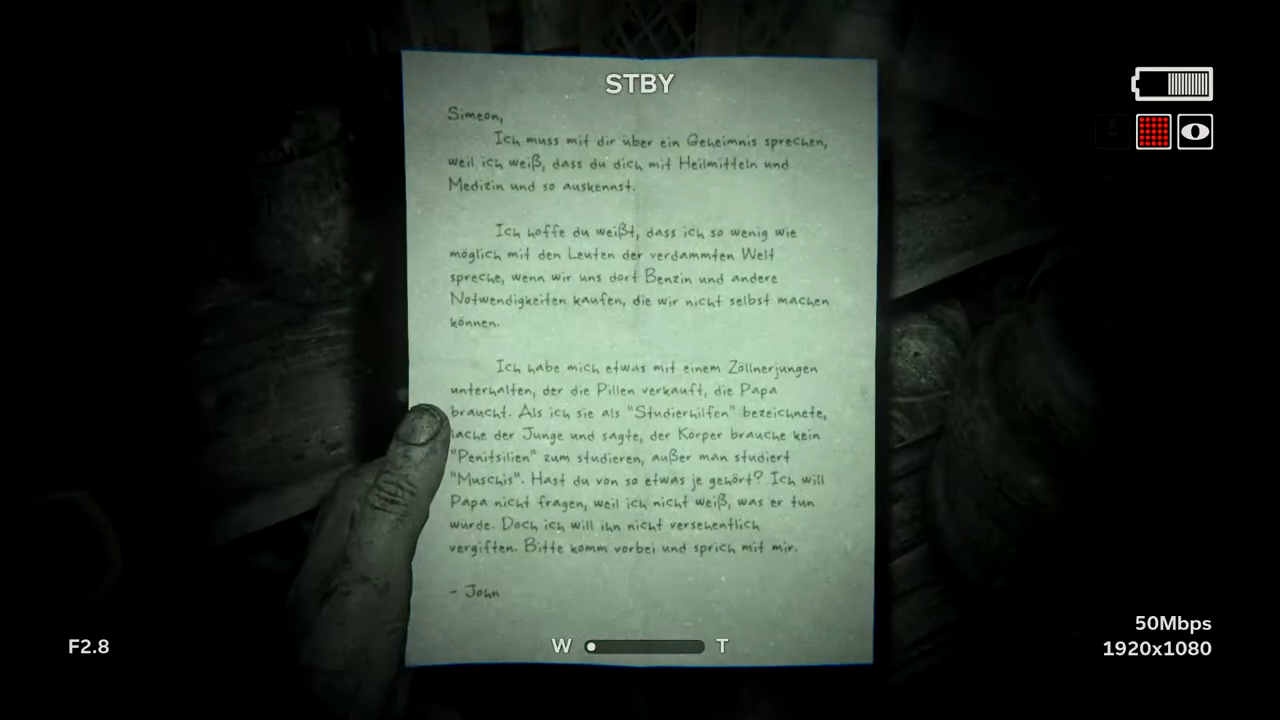 STBY
Simeon,
Ich muss mit dir über ein Geheimnis sprechen,
weil ich weiß, dass du dich mit Heilmitteln und
Medizin und so auskennst.
Ich hoffe du weißt, dass ich so wenig wie
möglich mit den Leuten der verdammten Welt
spreche, wenn wir uns dort Benzin und andere
Notwendigkeiten kaufen, die wir nicht selbst machen
können.
Ich habe mich etwas mit einem Zöllnerjungen
unterhalten, der die Pillen verkauft, die Papa
braucht. Als ich sie als "Studierhilfen" bezeichnete,
lache der Junge und sagte, der Körper brauche kein
"Penitsilien" zum studieren, außer man studiert
"Muschis". Hast du von so etwas je gehört? Ich will
Papa nicht fragen, weil ich nicht weiß, was er tun
würde. Doch ich will ihn nicht versehentlich
vergiften. Bitte komm vorbei und sprich mit mir.
- John
F2.8
W T
50Mbps
1920x1080